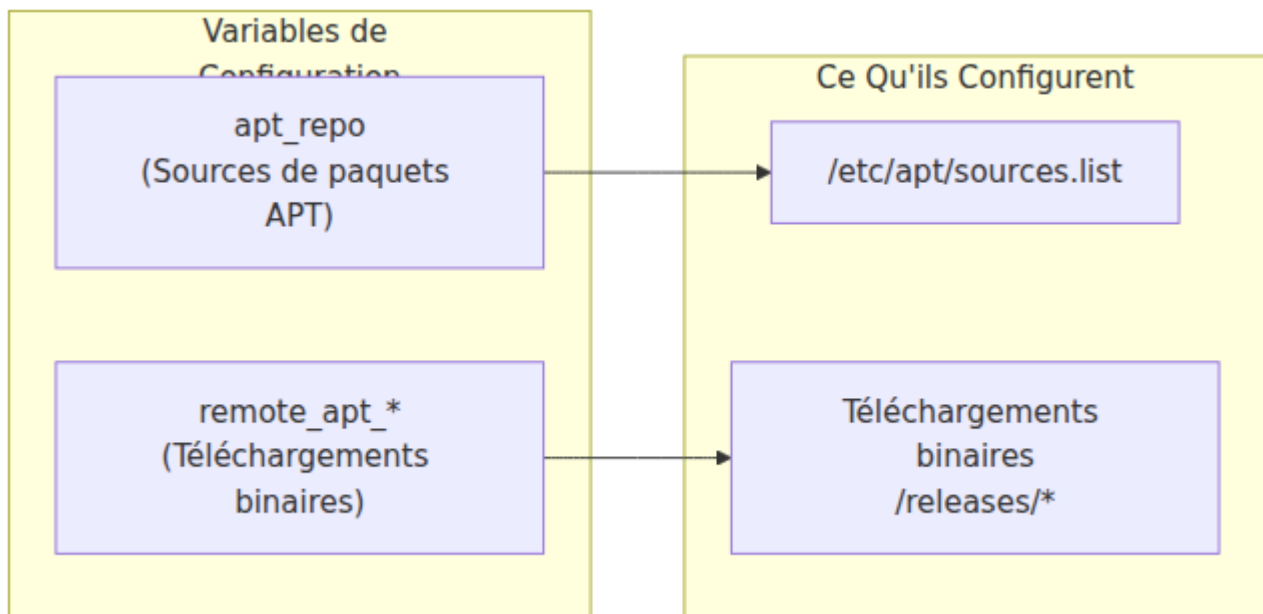 Variables de
Configuration
apt_repo
(Sources de paquets
APT)
remote_apt_*
(Téléchargements
binaires)
Ce Qu'ils Configurent
/etc/apt/sources.list
Téléchargements
binaires
/releases/*